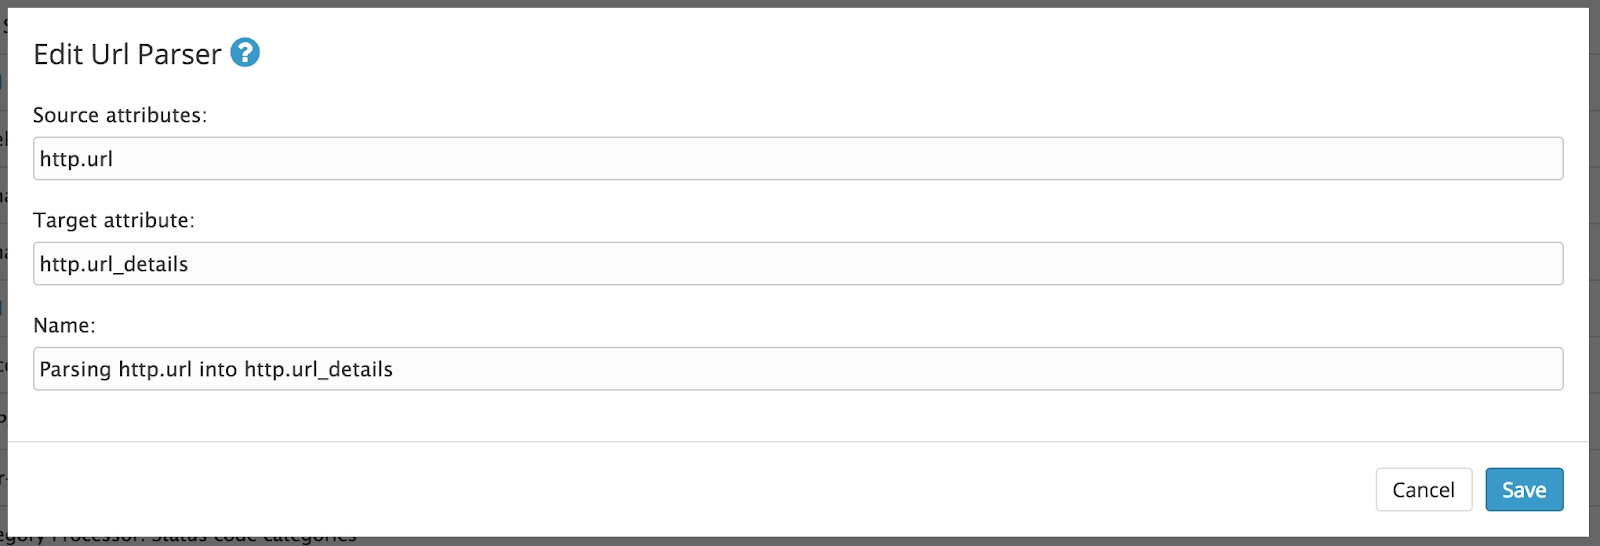 Edit Url Parser ?
Source attributes:
http.url
Target attribute:
http.url_details
Name:
Parsing http.url into http.url_details
Cancel Save